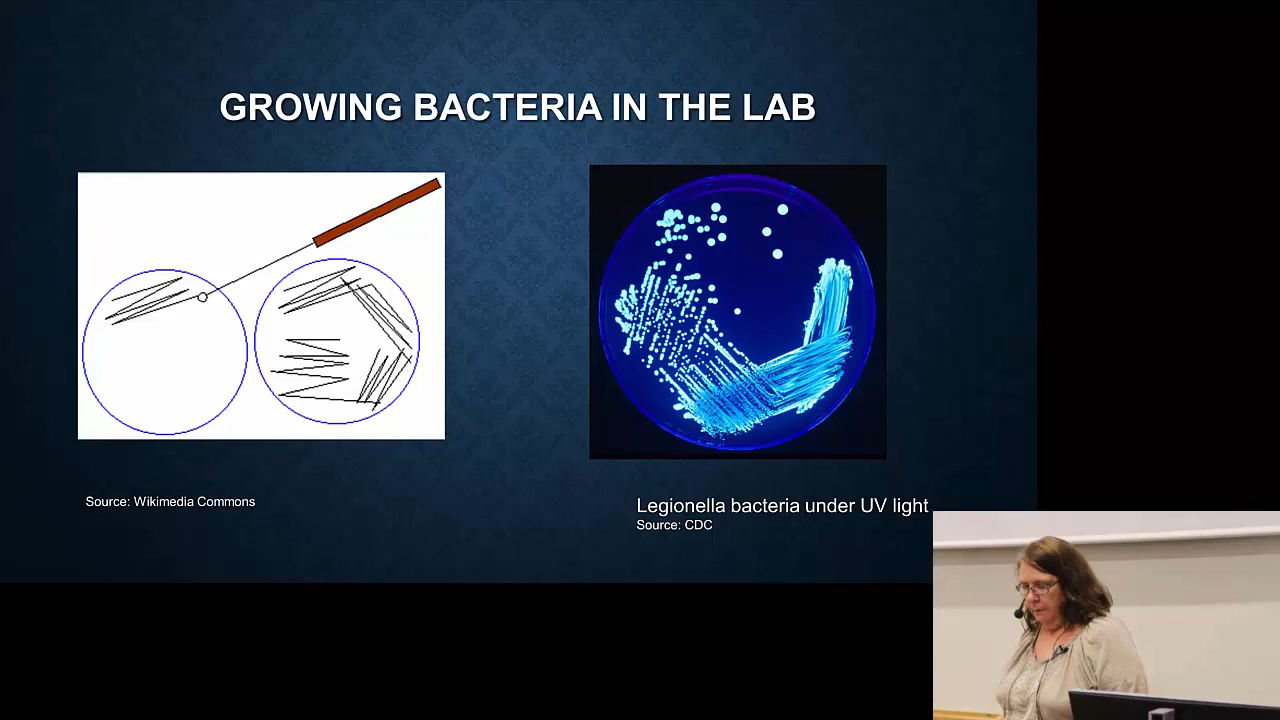 GROWING BACTERIA IN THE LAB
Source: Wikimedia Commons
Legionella bacteria under UV light
Source: CDC